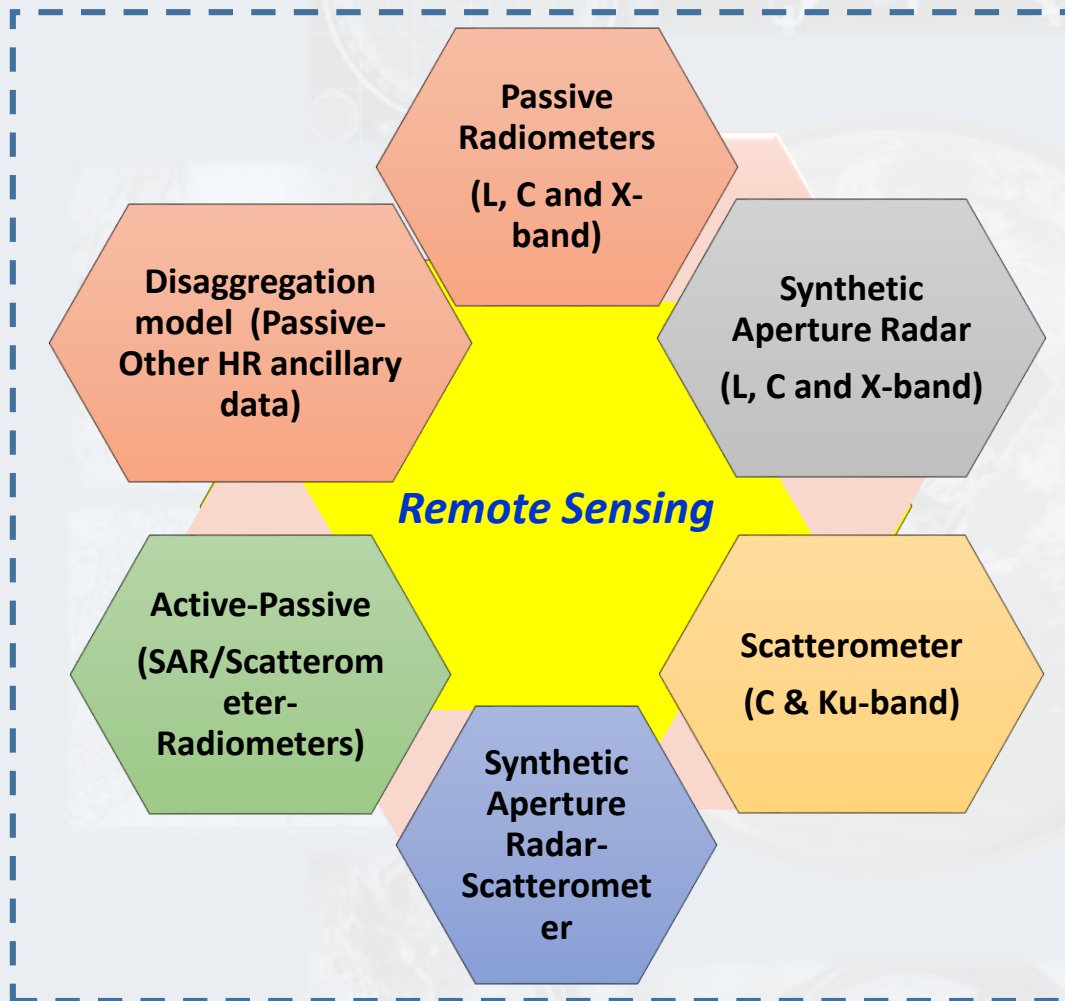 Passive
Radiometers
(L, C and X-
band)
Synthetic
Aperture Radar
(L, C and X-band)
Disaggregation
model  (Passive-
Other HR ancillary
data)
Remote Sensing
Active-Passive
(SAR/Scatterom
eter-
Radiometers)
Scatterometer
(C & Ku-band)
Synthetic
Aperture
Radar-
Scatteromet
er